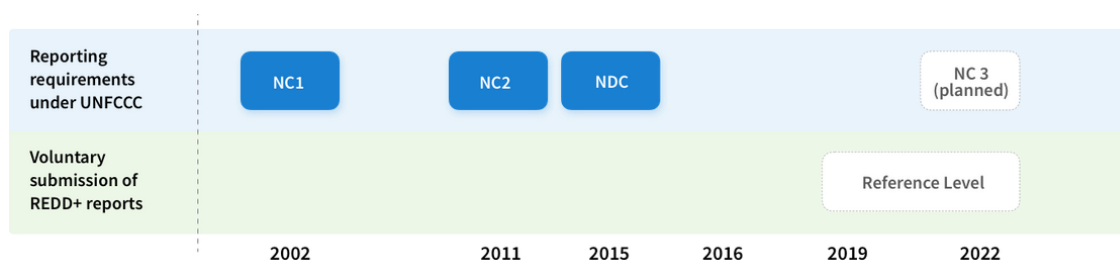 Reporting
requirements
under UNFCCC
NC1
NC2
NDC
NC 3
(planned)
Voluntary
submission of
REDD+ reports
Reference Level
2002
2011
2015
2016
2019
2022